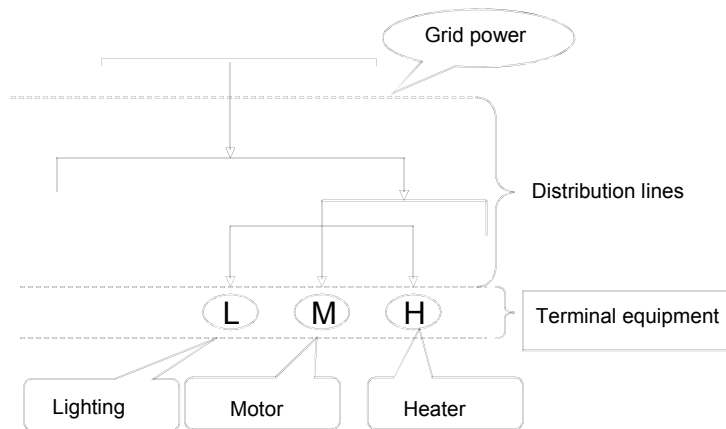 Grid power
Distribution lines
L M H
Terminal equipment
Lighting Motor Heater